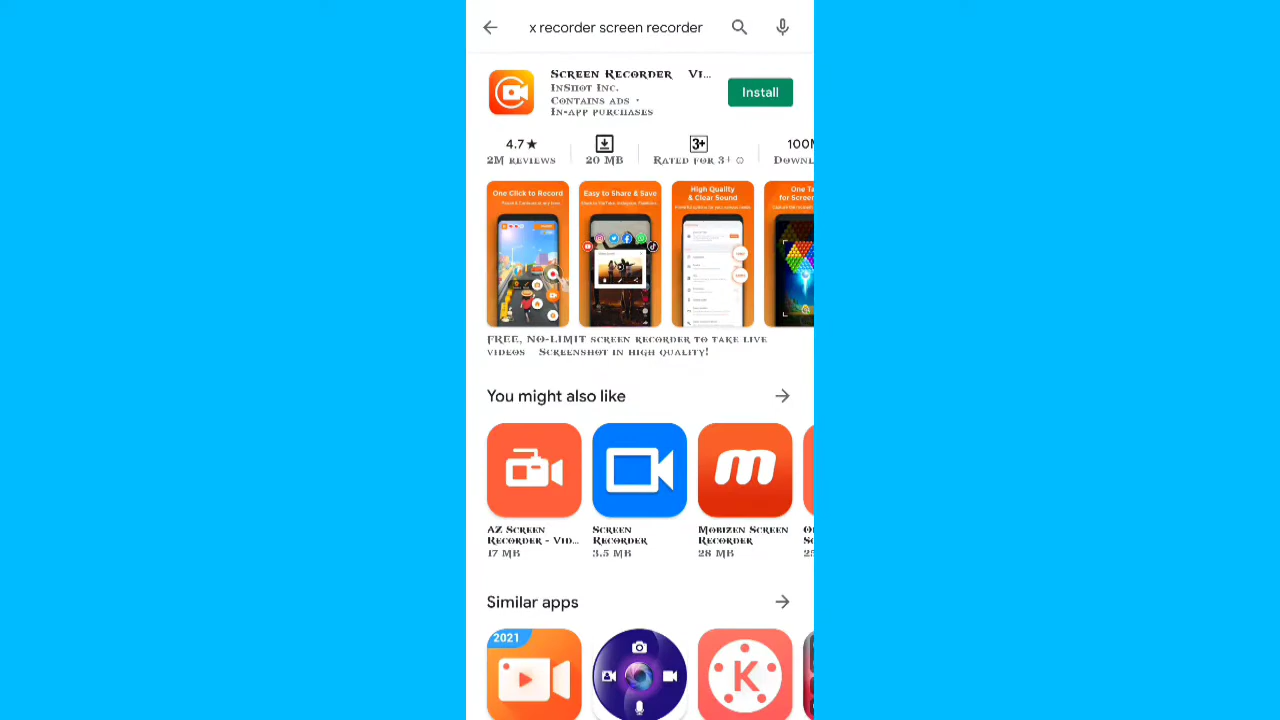 x recorder screen recorder
Screen Recorder Vi...
InShot Inc.
Contains ads •
In-app purchases
Install
4.7★
2M reviews
20 MB
3+
Rated for 3+
100M
Downl
One Click to Record
Easy to Share & Save
High Quality
& Clear Sound
One Ta
for Screen
FREE, NO-LIMIT screen recorder to take live
videos Screenshot in high quality!
You might also like
AZ Screen
Recorder - Vid...
17 MB
Screen
Recorder
3.5 MB
m
Mobizen Screen
Recorder
28 MB
Similar apps
2021
K